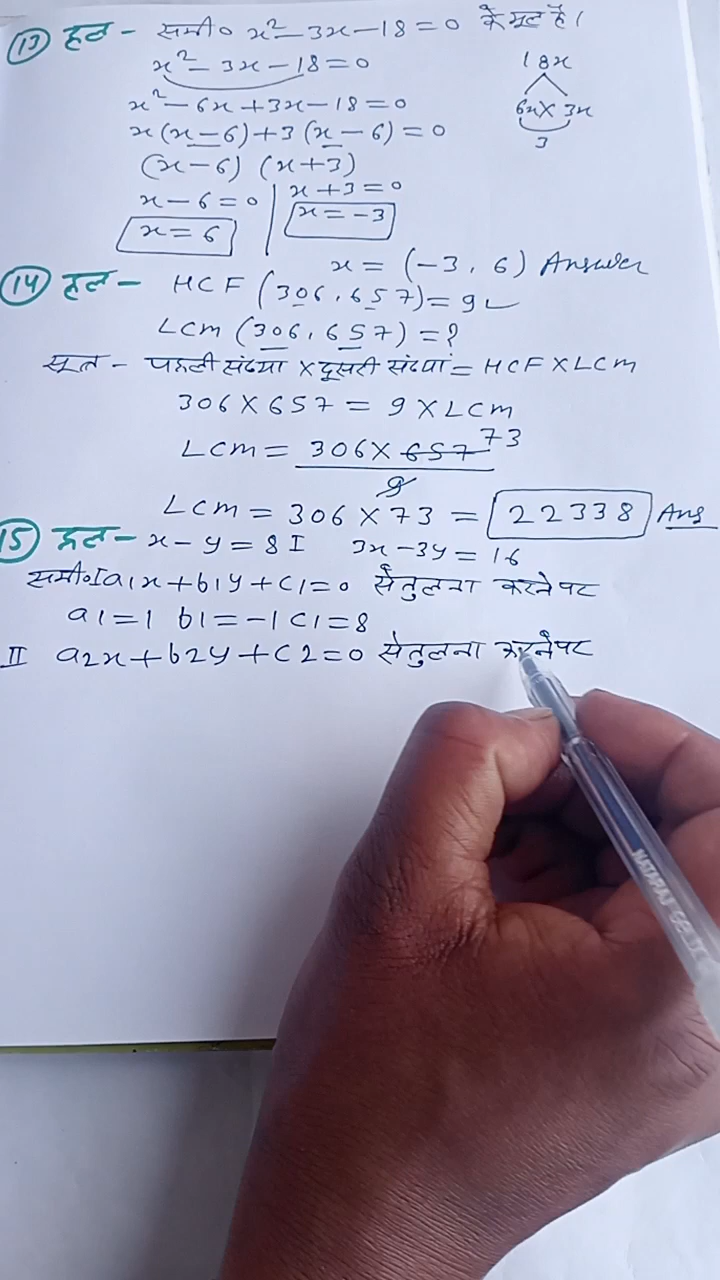 (13) हल - समी० x² - 3x - 18 = 0 के मूल है।
x² - 3x - 18 = 0
18x
x² - 6x + 3x - 18 = 0
6x × 3x
3
x(x - 6) + 3(x - 6) = 0
(x - 6) (x + 3)
x - 6 = 0 | x + 3 = 0
x = 6 | x = -3
x = (-3, 6) Answer
(14) हल - HCF (306, 657) = 9
LCM (306, 657) = ?
सूत्र - पहली संख्या × दूसरी संख्या = HCF × LCM
306 × 657 = 9 × LCM
LCM = 306 × 657 73
9
LCM = 306 × 73 = 22338 Ans
15 हल - x - y = 8 I 3x - 3y = 16
समी० I a1x + b1y + c1 = 0 से तुलना करने पर
a1 = 1 b1 = -1 c1 = 8
II a2x + b2y + c2 = 0 से तुलना करने पर
NATARAJ